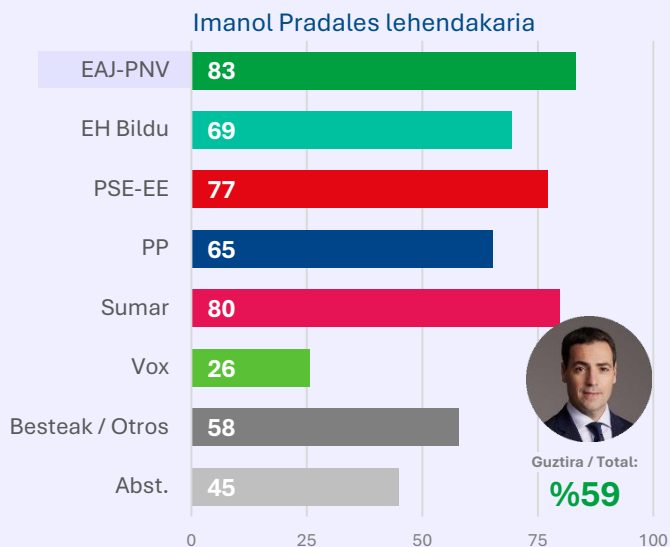 Imanol Pradales lehendakaria
EAJ-PNV 83
EH Bildu 69
PSE-EE 77
PP 65
Sumar 80
Vox 26
Besteak / Otros 58
Abst. 45
Guztira / Total:
%59
0 25 50 75 100